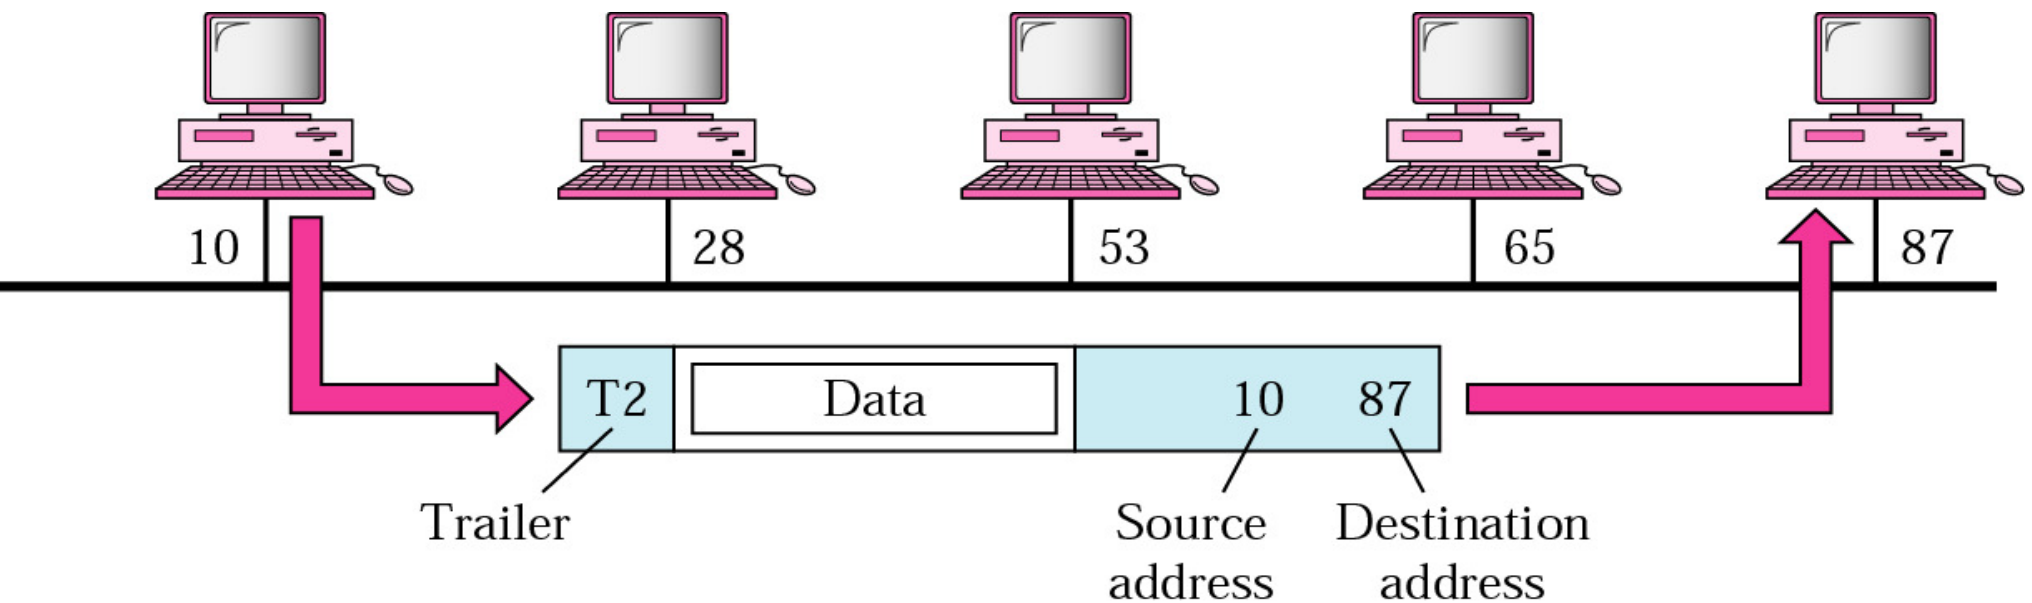 10
28
53
65
87
T2
Data
10
87
Trailer
Source
address
Destination
address